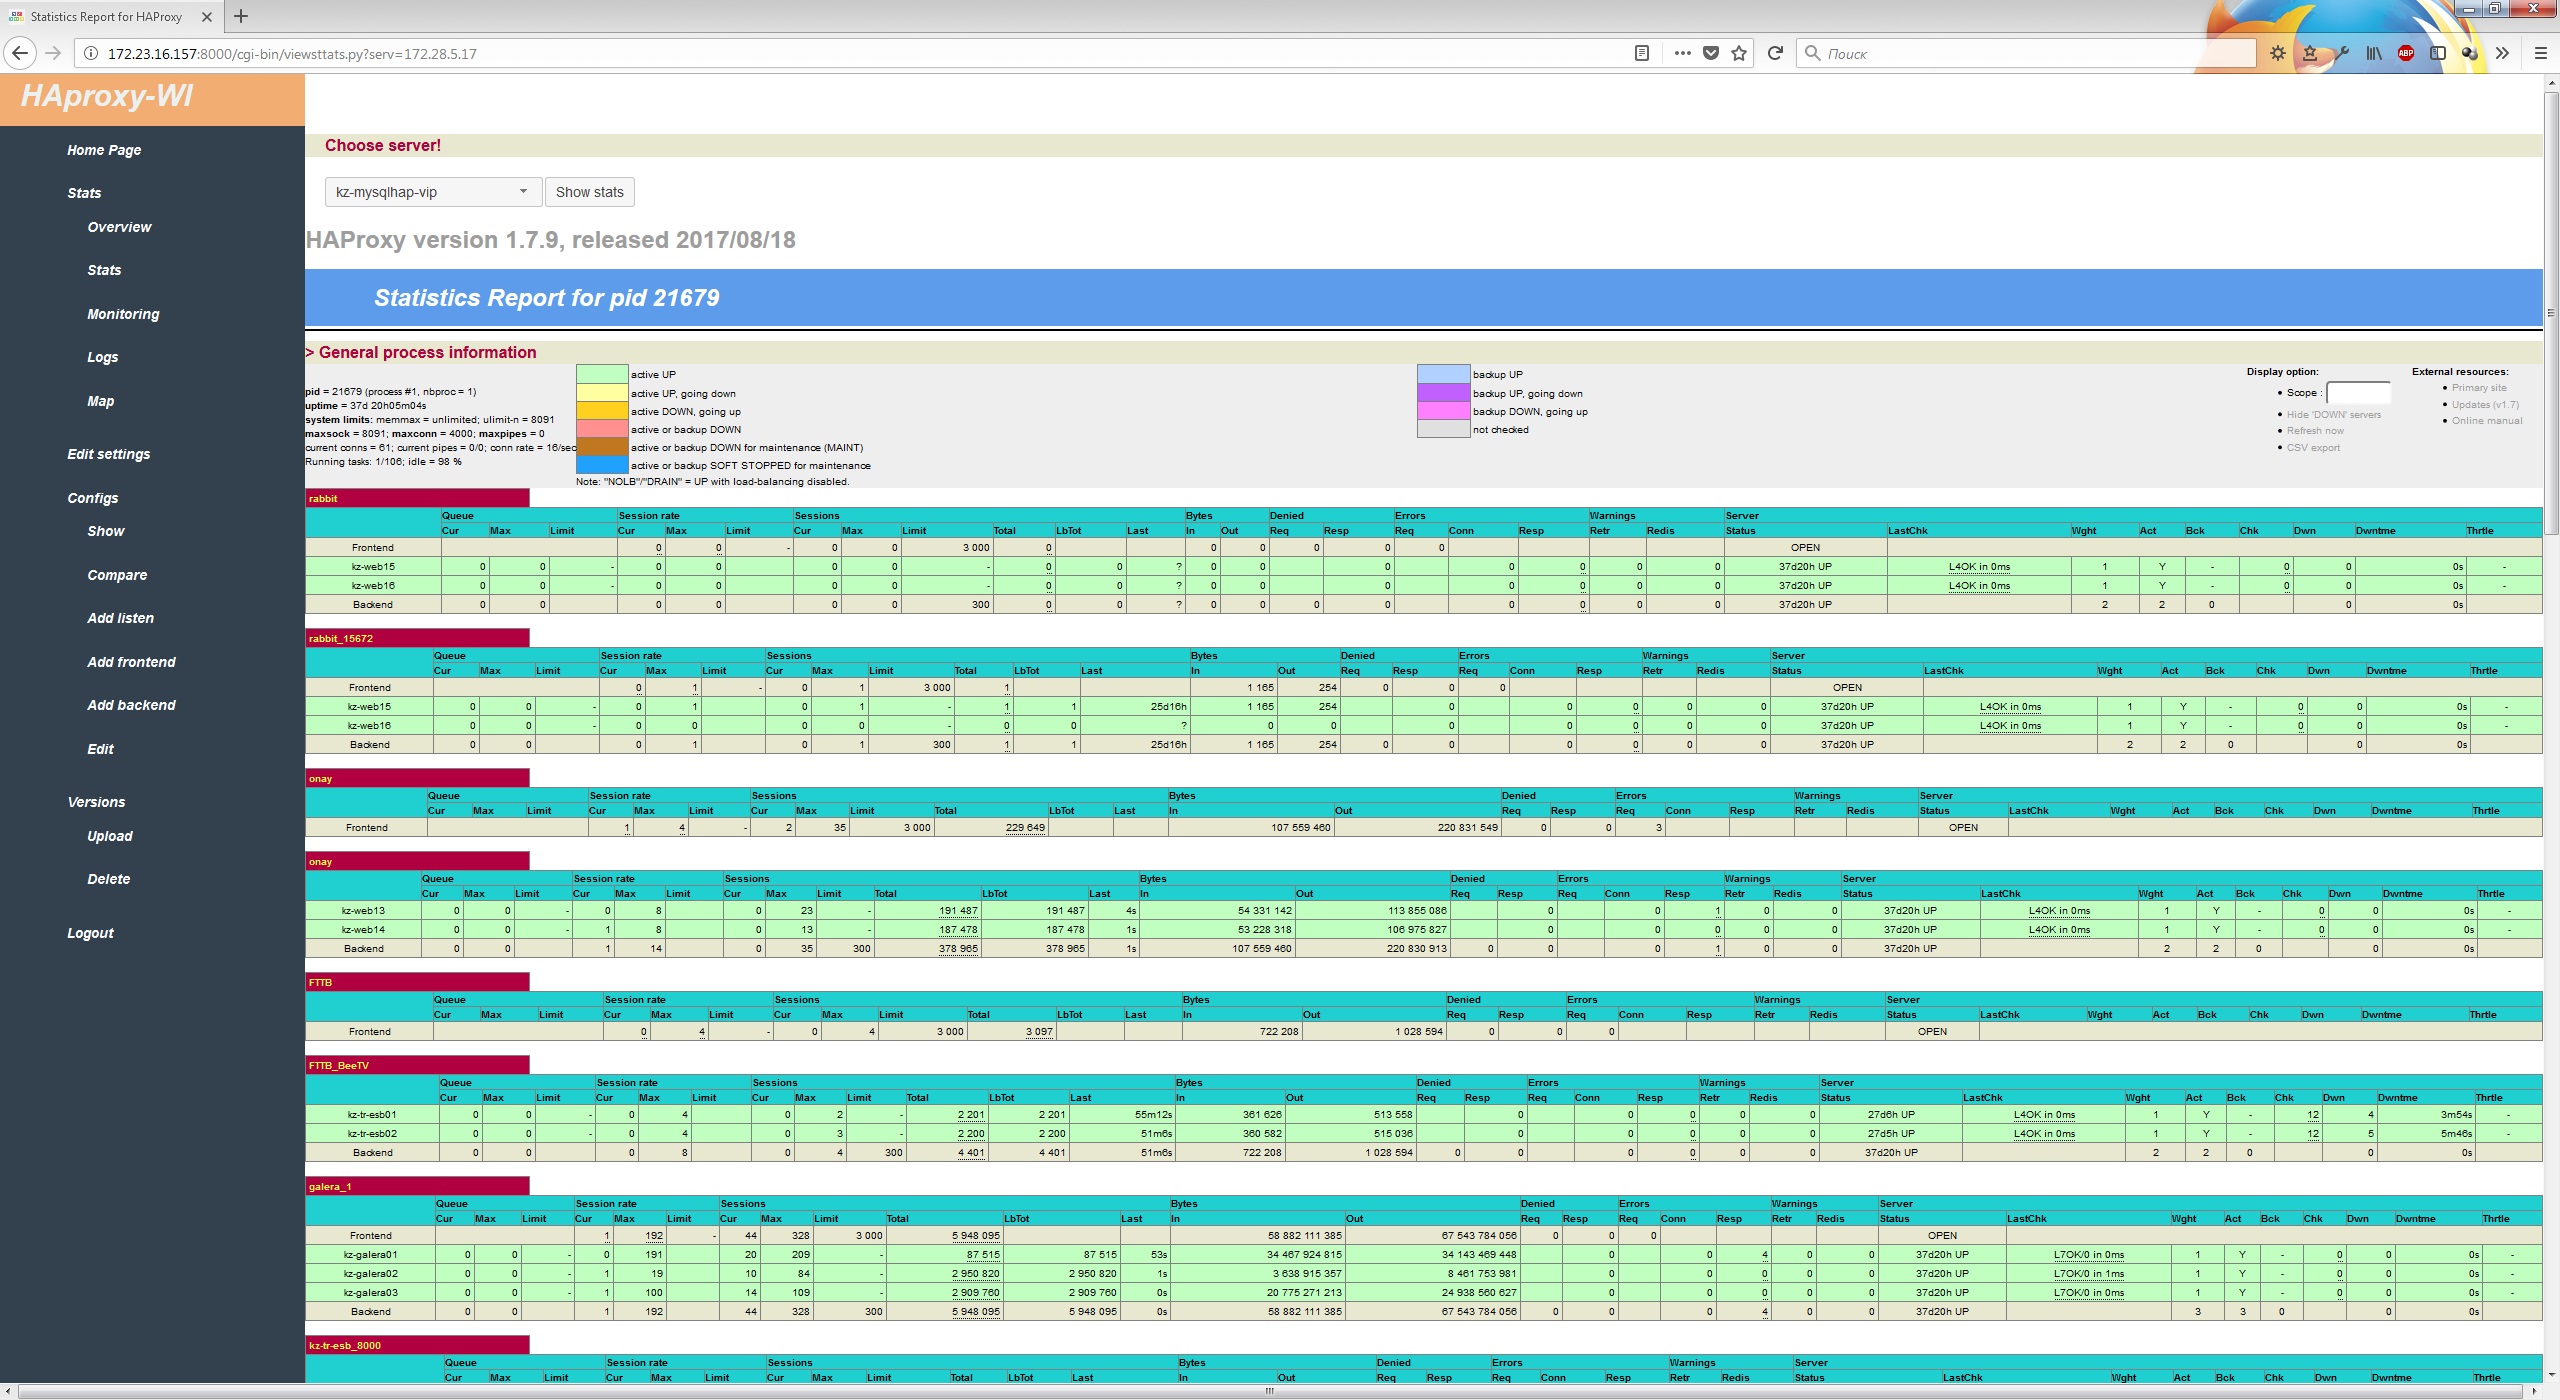 Statistics Report for HAProxy
172.23.16.157:8000/cgi-bin/viewsttats.py?serv=172.28.5.17
Поиск
ABP
HAproxy-WI
Home Page
Stats
Overview
Stats
Monitoring
Logs
Map
Edit settings
Configs
Show
Compare
Add listen
Add frontend
Add backend
Edit
Versions
Upload
Delete
Logout
Choose server!
kz-mysqlhap-vip Show stats
HAProxy version 1.7.9, released 2017/08/18
Statistics Report for pid 21679
> General process information
pid = 21679 (process #1, nbproc = 1)
uptime = 37d 20h05m04s
system limits: memmax = unlimited; ulimit-n = 8091
maxsock = 8091; maxconn = 4000; maxpipes = 0
current conns = 61; current pipes = 0/0; conn rate = 16/sec
Running tasks: 1/106; idle = 98 %
active UP
active UP, going down
active DOWN, going up
active or backup DOWN
active or backup DOWN for maintenance (MAINT)
active or backup SOFT STOPPED for maintenance
Note: "NOLB"/"DRAIN" = UP with load-balancing disabled.
backup UP
backup UP, going down
backup DOWN, going up
not checked
Display option:
• Scope :
• Hide 'DOWN' servers
• Refresh now
• CSV export
External resources:
• Primary site
• Updates (v1.7)
• Online manual
rabbit
Queue Session rate Sessions Bytes Denied Errors Warnings Server
Cur Max Limit Cur Max Limit Cur Max Limit Total LbTot Last In Out Req Resp Req Conn Resp Retr Redis Status LastChk Wght Act Bck Chk Dwn Dwntme Thrtle
Frontend 0 0 - 0 0 3 000 0 0 0 0 0 0 OPEN
kz-web15 0 0 - 0 0 0 0 - 0 0 ? 0 0 0 0 0 0 0 37d20h UP L4OK in 0ms 1 Y - 0 0 0s -
kz-web16 0 0 - 0 0 0 0 - 0 0 ? 0 0 0 0 0 0 0 37d20h UP L4OK in 0ms 1 Y - 0 0 0s -
Backend 0 0 0 0 0 0 300 0 0 ? 0 0 0 0 0 0 0 0 37d20h UP 2 2 0 0 0s
rabbit_15672
Queue Session rate Sessions Bytes Denied Errors Warnings Server
Cur Max Limit Cur Max Limit Cur Max Limit Total LbTot Last In Out Req Resp Req Conn Resp Retr Redis Status LastChk Wght Act Bck Chk Dwn Dwntme Thrtle
Frontend 0 1 - 0 1 3 000 1 1 165 254 0 0 0 OPEN
kz-web15 0 0 - 0 1 0 1 - 1 1 25d16h 1 165 254 0 0 0 0 0 37d20h UP L4OK in 0ms 1 Y - 0 0 0s -
kz-web16 0 0 - 0 0 0 0 - 0 0 ? 0 0 0 0 0 0 0 37d20h UP L4OK in 0ms 1 Y - 0 0 0s -
Backend 0 0 0 1 0 1 300 1 1 25d16h 1 165 254 0 0 0 0 0 0 37d20h UP 2 2 0 0 0s
onay
Queue Session rate Sessions Bytes Denied Errors Warnings Server
Cur Max Limit Cur Max Limit Cur Max Limit Total LbTot Last In Out Req Resp Req Conn Resp Retr Redis Status LastChk Wght Act Bck Chk Dwn Dwntme Thrtle
Frontend 1 4 - 2 35 3 000 229 649 107 559 460 220 831 549 0 0 3 OPEN
onay
Queue Session rate Sessions Bytes Denied Errors Warnings Server
Cur Max Limit Cur Max Limit Cur Max Limit Total LbTot Last In Out Req Resp Req Conn Resp Retr Redis Status LastChk Wght Act Bck Chk Dwn Dwntme Thrtle
kz-web13 0 0 - 0 8 0 23 - 191 487 191 487 4s 54 331 142 113 855 086 0 0 1 0 0 37d20h UP L4OK in 0ms 1 Y - 0 0 0s -
kz-web14 0 0 - 1 8 0 13 - 187 478 187 478 1s 53 228 318 106 975 827 0 0 0 0 0 37d20h UP L4OK in 0ms 1 Y - 0 0 0s -
Backend 0 0 1 14 0 35 300 378 965 378 965 1s 107 559 460 220 830 913 0 0 0 1 0 0 37d20h UP 2 2 0 0 0s
FTTB
Queue Session rate Sessions Bytes Denied Errors Warnings Server
Cur Max Limit Cur Max Limit Cur Max Limit Total LbTot Last In Out Req Resp Req Conn Resp Retr Redis Status LastChk Wght Act Bck Chk Dwn Dwntme Thrtle
Frontend 0 4 - 0 4 3 000 3 097 722 208 1 028 594 0 0 0 OPEN
FTTB_BeeTV
Queue Session rate Sessions Bytes Denied Errors Warnings Server
Cur Max Limit Cur Max Limit Cur Max Limit Total LbTot Last In Out Req Resp Req Conn Resp Retr Redis Status LastChk Wght Act Bck Chk Dwn Dwntme Thrtle
kz-tr-esb01 0 0 - 0 4 0 2 - 2 201 2 201 55m12s 361 626 513 558 0 0 0 0 0 27d6h UP L4OK in 0ms 1 Y - 12 4 3m54s -
kz-tr-esb02 0 0 - 0 4 0 3 - 2 200 2 200 51m6s 360 582 515 036 0 0 0 0 0 27d5h UP L4OK in 0ms 1 Y - 12 5 5m46s -
Backend 0 0 0 8 0 4 300 4 401 4 401 51m6s 722 208 1 028 594 0 0 0 0 0 0 37d20h UP 2 2 0 0 0s
galera_1
Queue Session rate Sessions Bytes Denied Errors Warnings Server
Cur Max Limit Cur Max Limit Cur Max Limit Total LbTot Last In Out Req Resp Req Conn Resp Retr Redis Status LastChk Wght Act Bck Chk Dwn Dwntme Thrtle
Frontend 1 192 - 44 328 3 000 5 948 095 58 882 111 385 67 543 784 056 0 0 0 OPEN
kz-galera01 0 0 - 0 191 20 209 - 87 515 87 515 53s 34 467 924 815 34 143 469 448 0 0 4 0 0 37d20h UP L7OK/0 in 0ms 1 Y - 0 0 0s -
kz-galera02 0 0 - 1 19 10 84 - 2 950 820 2 950 820 1s 3 638 915 357 8 461 753 981 0 0 0 0 0 37d20h UP L7OK/0 in 1ms 1 Y - 0 0 0s -
kz-galera03 0 0 - 1 100 14 109 - 2 909 760 2 909 760 0s 20 775 271 213 24 938 560 627 0 0 0 0 0 37d20h UP L7OK/0 in 0ms 1 Y - 0 0 0s -
Backend 0 0 1 192 44 328 300 5 948 095 5 948 095 0s 58 882 111 385 67 543 784 056 0 0 0 4 0 0 37d20h UP 3 3 0 0 0s
kz-tr-esb_8000
Queue Session rate Sessions Bytes Denied Errors Warnings Server
Cur Max Limit Cur Max Limit Cur Max Limit Total LbTot Last In Out Req Resp Req Conn Resp Retr Redis Status LastChk Wght Act Bck Chk Dwn Dwntme Thrtle